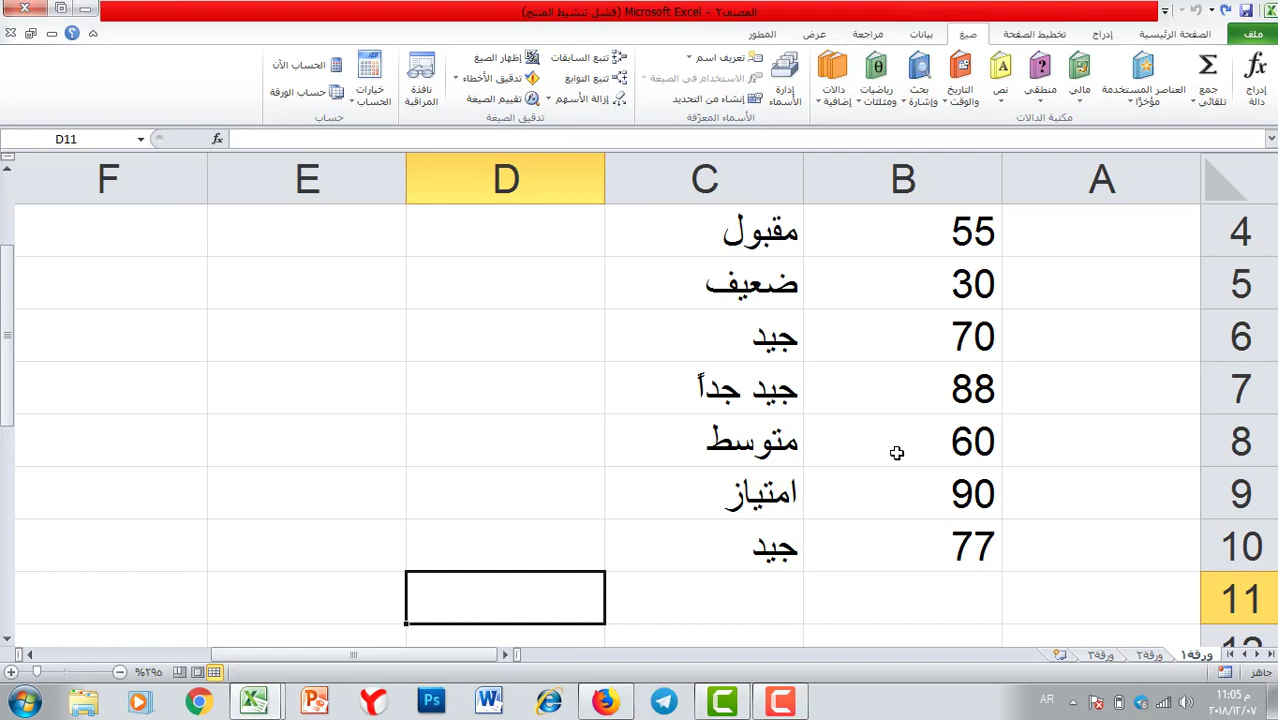 المصنف٢ - Microsoft Excel (فشل تنشيط المنتج)
ملف الصفحة الرئيسية إدراج تخطيط الصفحة صيغ بيانات مراجعة عرض المطور
إدراج دالة
جمع تلقائي
العناصر المستخدمة مؤخرًا
مالي
منطقي
نص
التاريخ والوقت
بحث وإشارة
رياضيات ومثلثات
دالات إضافية
مكتبة الدالات
إدارة الأسماء
تعريف اسم
الاستخدام في الصيغة
إنشاء من التحديد
الأسماء المعرّفة
تتبع السابقات
تتبع التوابع
إزالة الأسهم
إظهار الصيغ
تدقيق الأخطاء
تقييم الصيغة
نافذة المراقبة
تدقيق الصيغة
خيارات الحساب
الحساب الآن
حساب الورقة
حساب
D11
fx
A B C D E F
4 55 مقبول
5 30 ضعيف
6 70 جيد
7 88 جيد جداً
8 60 متوسط
9 90 امتياز
10 77 جيد
11
12
ورقة١ ورقة٢ ورقة٣
جاهز
٢٩٥%
AR
11:05 م
٢٠١٨/١٢/٠٧